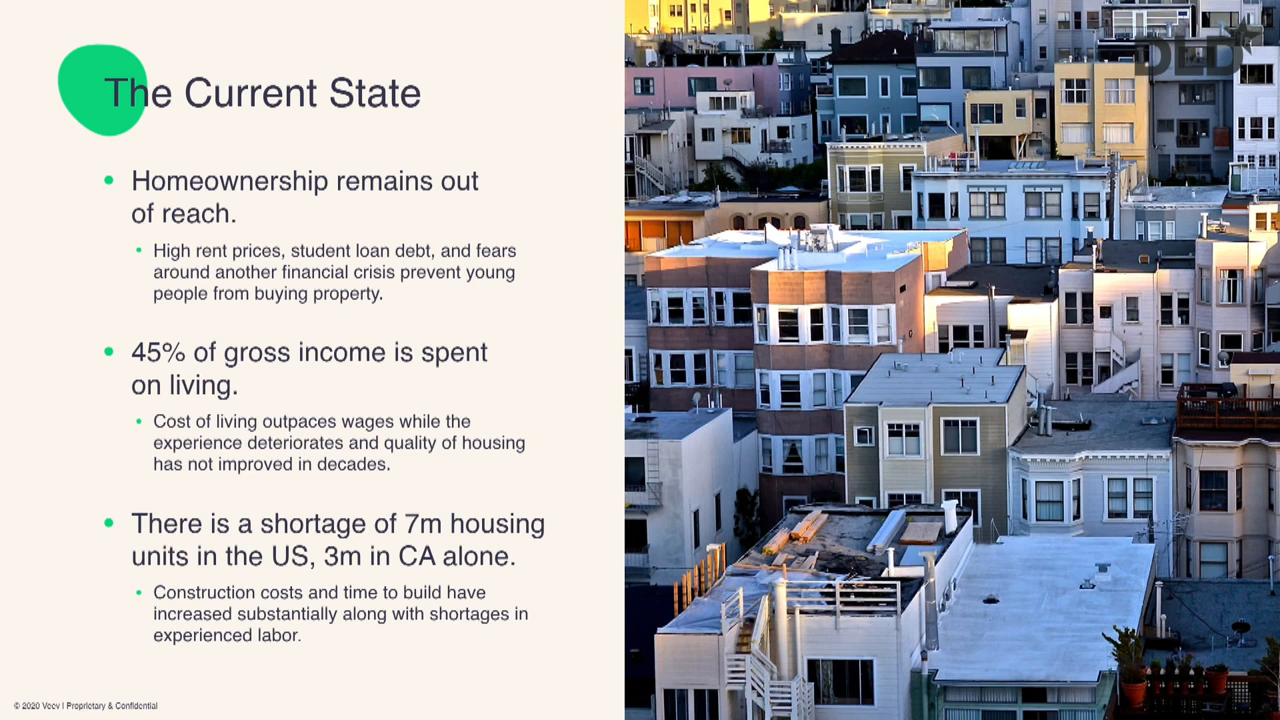 DLD
The Current State
• Homeownership remains out
of reach.
• High rent prices, student loan debt, and fears
around another financial crisis prevent young
people from buying property.
• 45% of gross income is spent
on living.
• Cost of living outpaces wages while the
experience deteriorates and quality of housing
has not improved in decades.
• There is a shortage of 7m housing
units in the US, 3m in CA alone.
• Construction costs and time to build have
increased substantially along with shortages in
experienced labor.
© 2020 Veev | Proprietary & Confidential